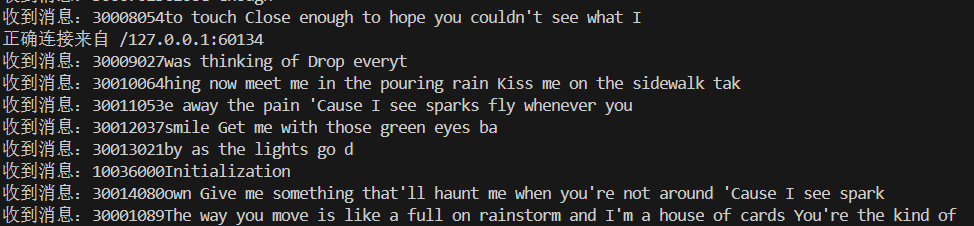 收到消息：30008054to touch Close enough to hope you couldn't see what I
正确连接来自 /127.0.0.1:60134
收到消息：30009027was thinking of Drop everyt
收到消息：30010064hing now meet me in the pouring rain Kiss me on the sidewalk tak
收到消息：30011053e away the pain 'Cause I see sparks fly whenever you
收到消息：30012037smile Get me with those green eyes ba
收到消息：30013021by as the lights go d
收到消息：10036000Initialization
收到消息：30014080own Give me something that'll haunt me when you're not around 'Cause I see spark
收到消息：30001089The way you move is like a full on rainstorm and I'm a house of cards You're the kind of